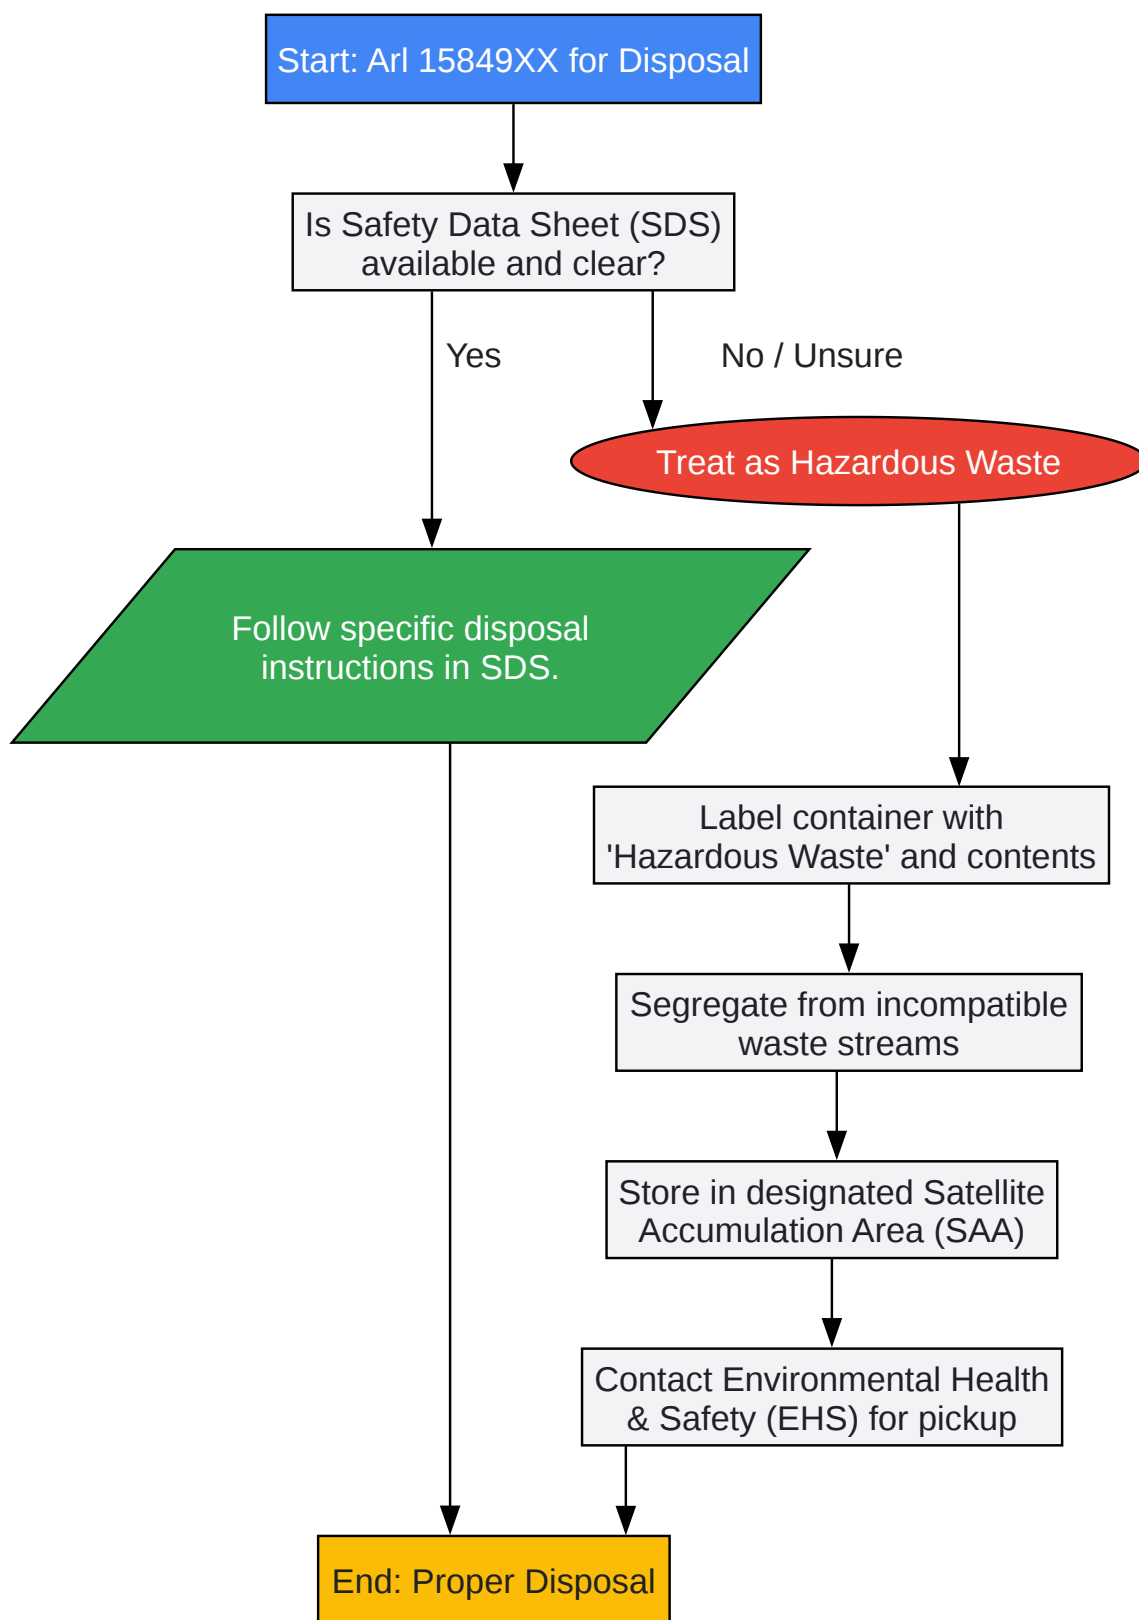 Start: Arl 15849XX for Disposal
Is Safety Data Sheet (SDS)
available and clear?
Yes
No / Unsure
Treat as Hazardous Waste
Follow specific disposal
instructions in SDS.
Label container with
'Hazardous Waste' and contents
Segregate from incompatible
waste streams
Store in designated Satellite
Accumulation Area (SAA)
Contact Environmental Health
& Safety (EHS) for pickup
End: Proper Disposal